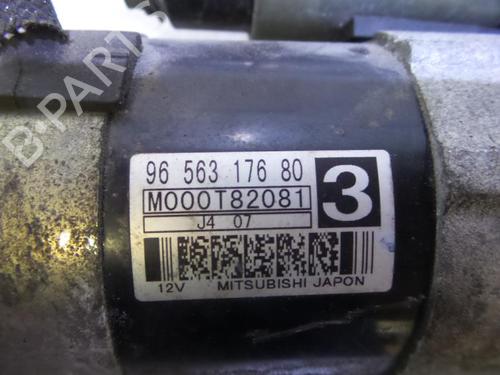 B-PARTS
96 563 176 80
M000T82081
3
J4 07
12V MITSUBISHI JAPON